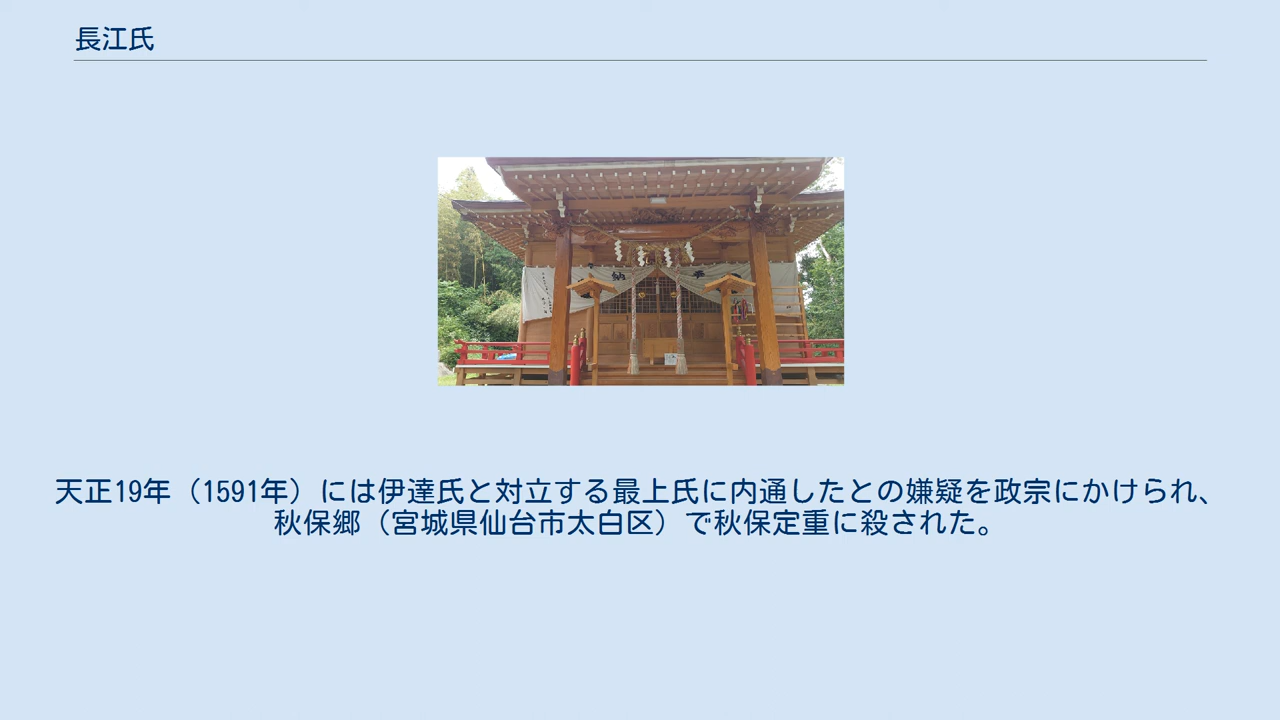 長江氏
納 奉
天正19年（1591年）には伊達氏と対立する最上氏に内通したとの嫌疑を政宗にかけられ、
秋保郷（宮城県仙台市太白区）で秋保定重に殺された。